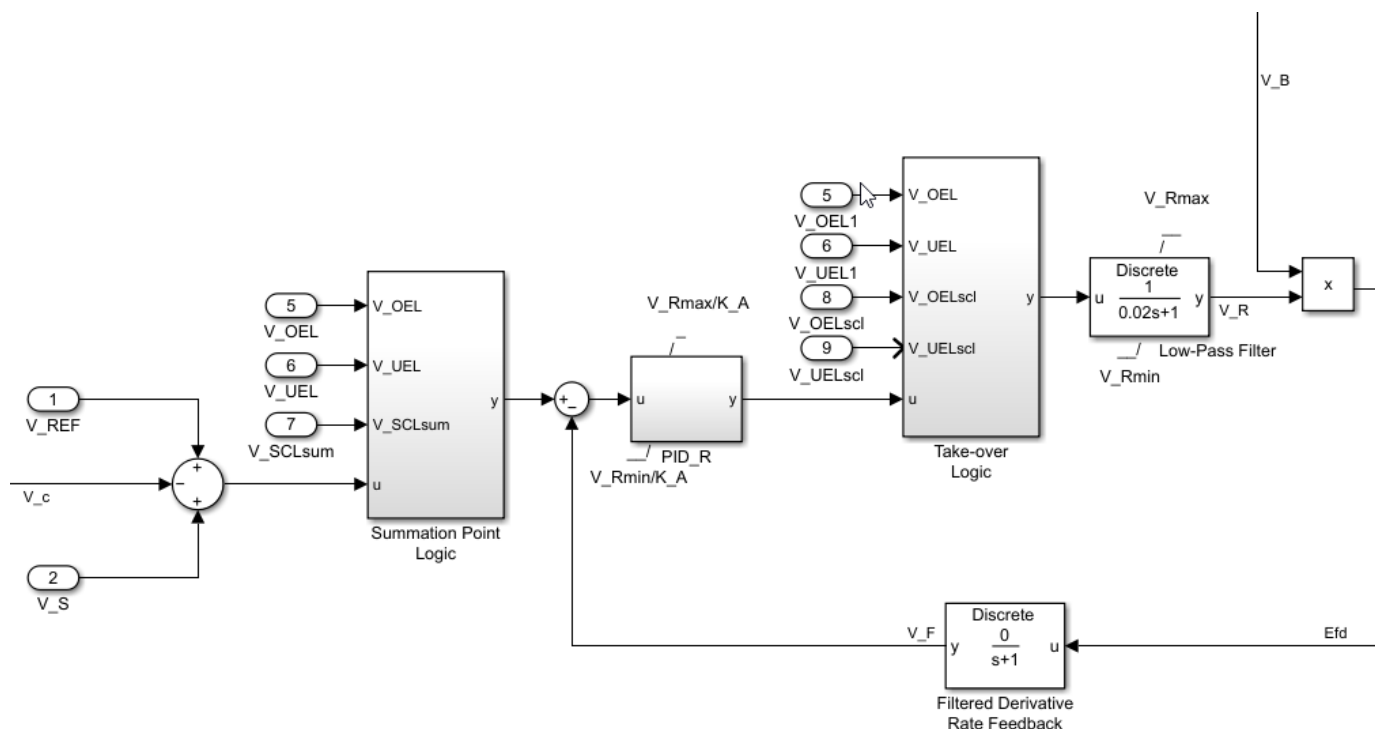 V_B
5
V_OEL1
6
V_UEL1
8
V_OELscl
9
V_UELscl
V_OEL
V_UEL
V_OELscl
V_UELscl
u
y
Take-over
Logic
V_Rmax
Discrete
1
u
y
0.02s+1
Low-Pass Filter
V_Rmin
V_R
x
5
V_OEL
6
V_UEL
7
V_SCLsum
V_OEL
V_UEL
V_SCLsum
u
y
Summation Point
Logic
1
V_REF
V_c
+
−
+
2
V_S
+
−
V_Rmax/K_A
u
y
PID_R
V_Rmin/K_A
V_F
Discrete
0
y
u
s+1
Filtered Derivative
Rate Feedback
Efd